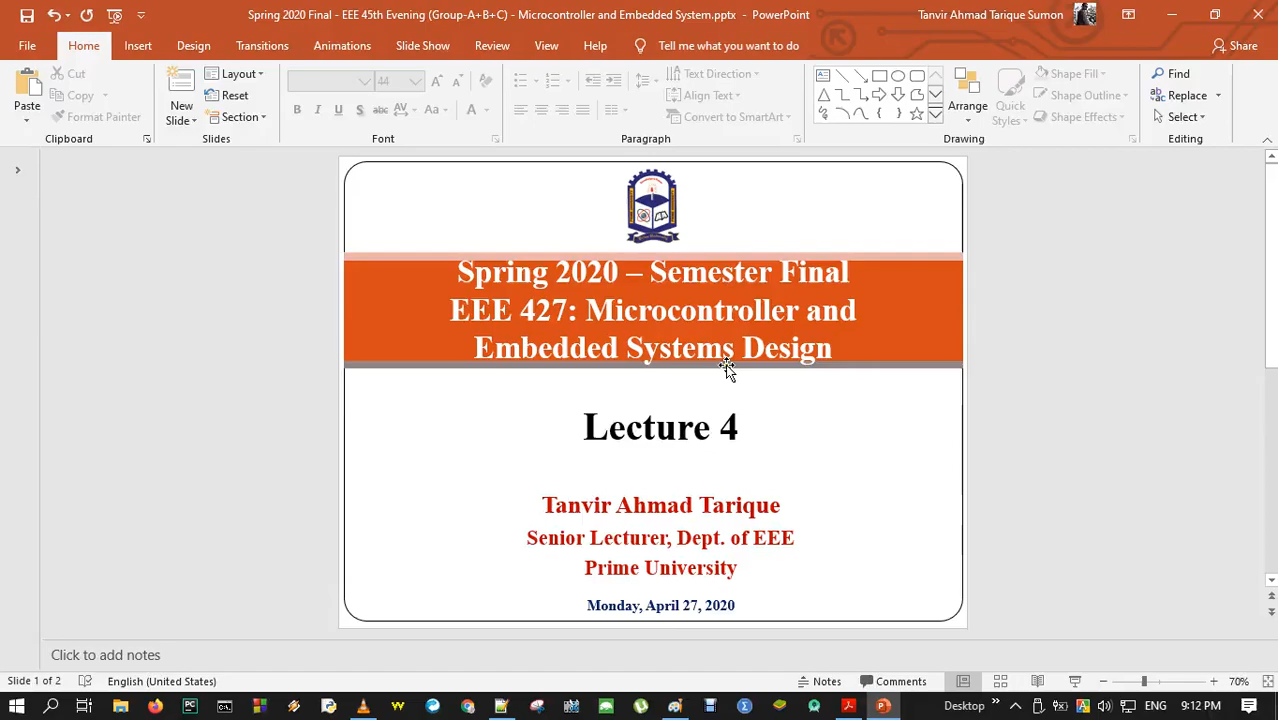 Spring 2020 Final - EEE 45th Evening (Group-A+B+C) - Microcontroller and Embedded System.pptx - PowerPoint
Tanvir Ahmad Tarique Sumon
File Home Insert Design Transitions Animations Slide Show Review View Help Tell me what you want to do Share
Paste
Cut
Copy
Format Painter
Clipboard
New Slide
Layout
Reset
Section
Slides
44
B I U S abc AV Aa A
Font
Text Direction
Align Text
Convert to SmartArt
Paragraph
Arrange
Quick Styles
Shape Fill
Shape Outline
Shape Effects
Drawing
Find
Replace
Select
Editing
Spring 2020 – Semester Final
EEE 427: Microcontroller and
Embedded Systems Design
Lecture 4
Tanvir Ahmad Tarique
Senior Lecturer, Dept. of EEE
Prime University
Monday, April 27, 2020
Click to add notes
Slide 1 of 2 English (United States) Notes Comments 70%
Desktop ENG 9:12 PM